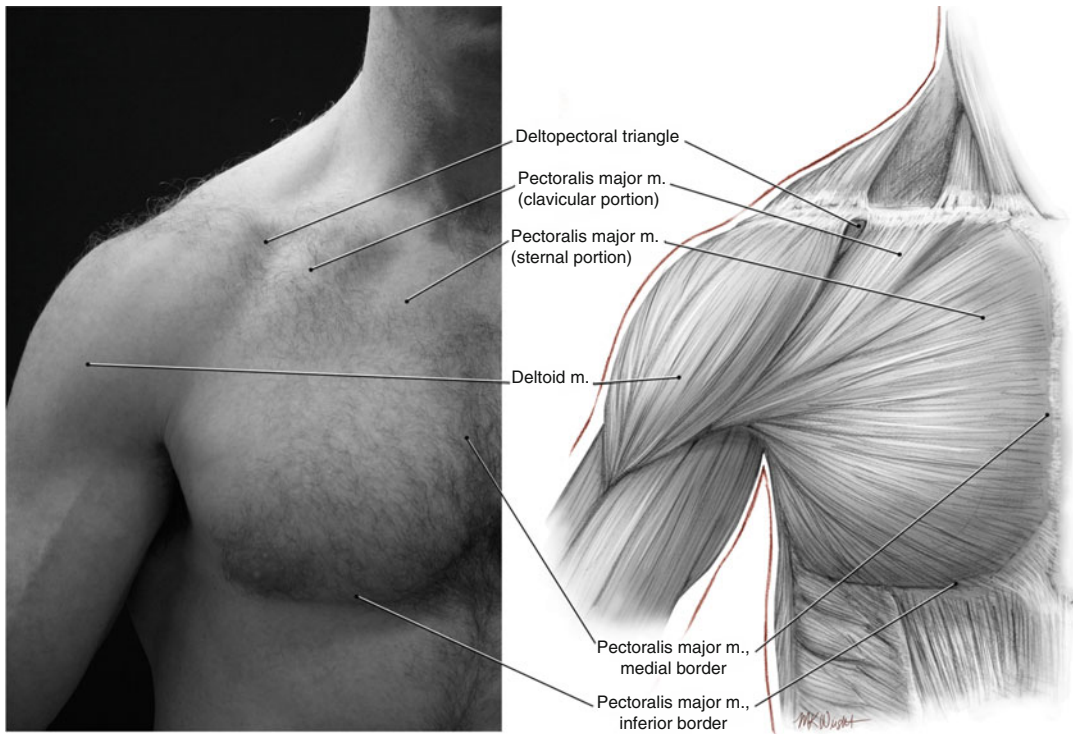 Deltopectoral triangle
Pectoralis major m.
(clavicular portion)
Pectoralis major m.
(sternal portion)
Deltoid m.
Pectoralis major m.,
medial border
Pectoralis major m.,
inferior border